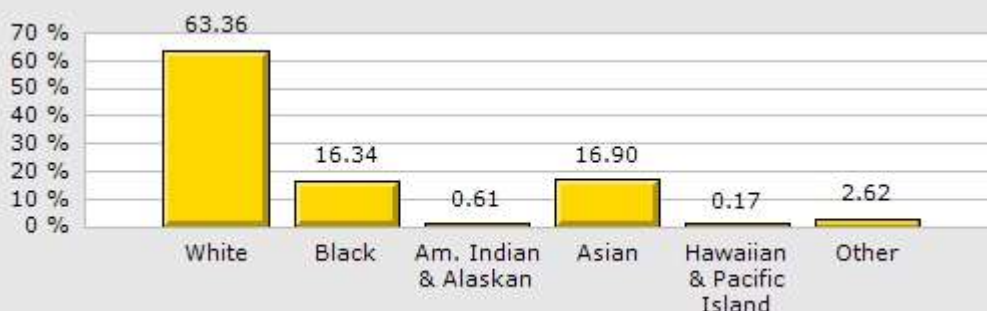 63.36
70 %
60 %
50 %
40 %
30 %
20 %
10 %
0 %
16.34
0.61
16.90
0.17
2.62
White
Black
Am. Indian
& Alaskan
Asian
Hawaiian
& Pacific
Island
Other